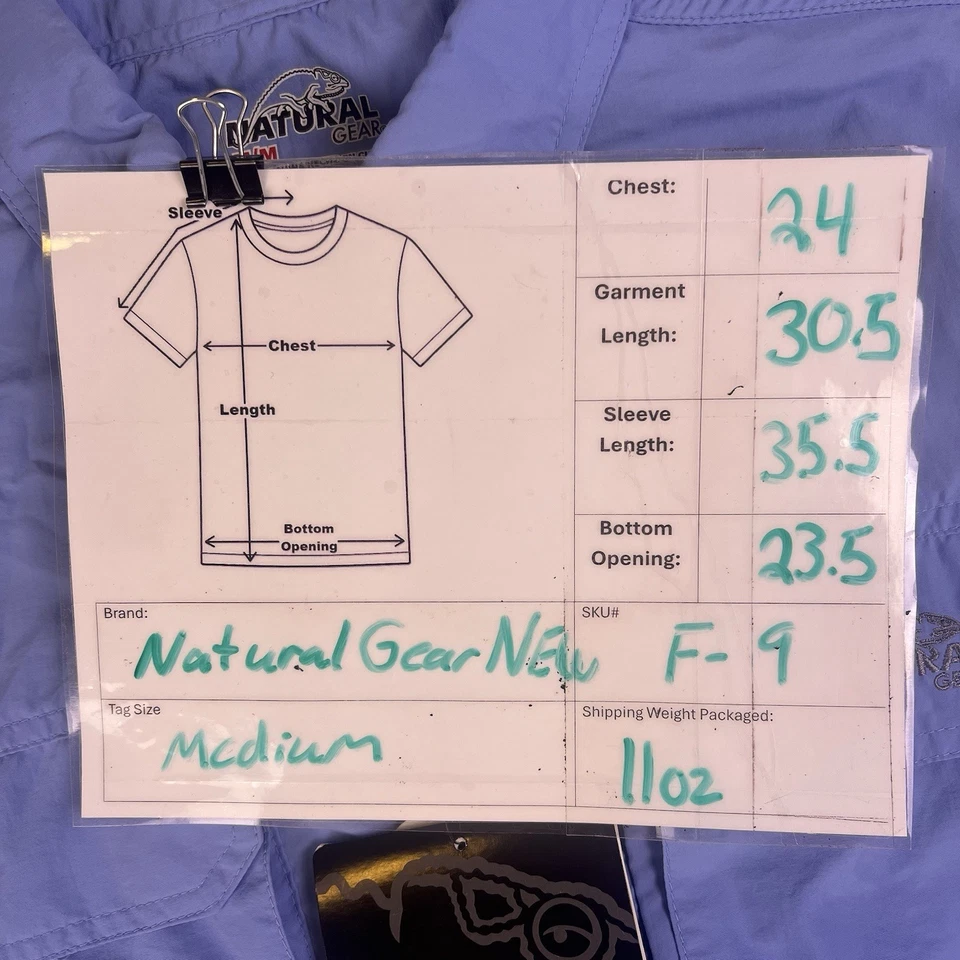 NATURAL
GEAR
M
Sleeve
Chest
Length
Bottom
Opening
Chest: 24
Garment
Length: 30.5
Sleeve
Length: 35.5
Bottom
Opening: 23.5
Brand:
Natural Gear NEW
SKU#
F-9
Tag Size
Medium
Shipping Weight Packaged:
11oz